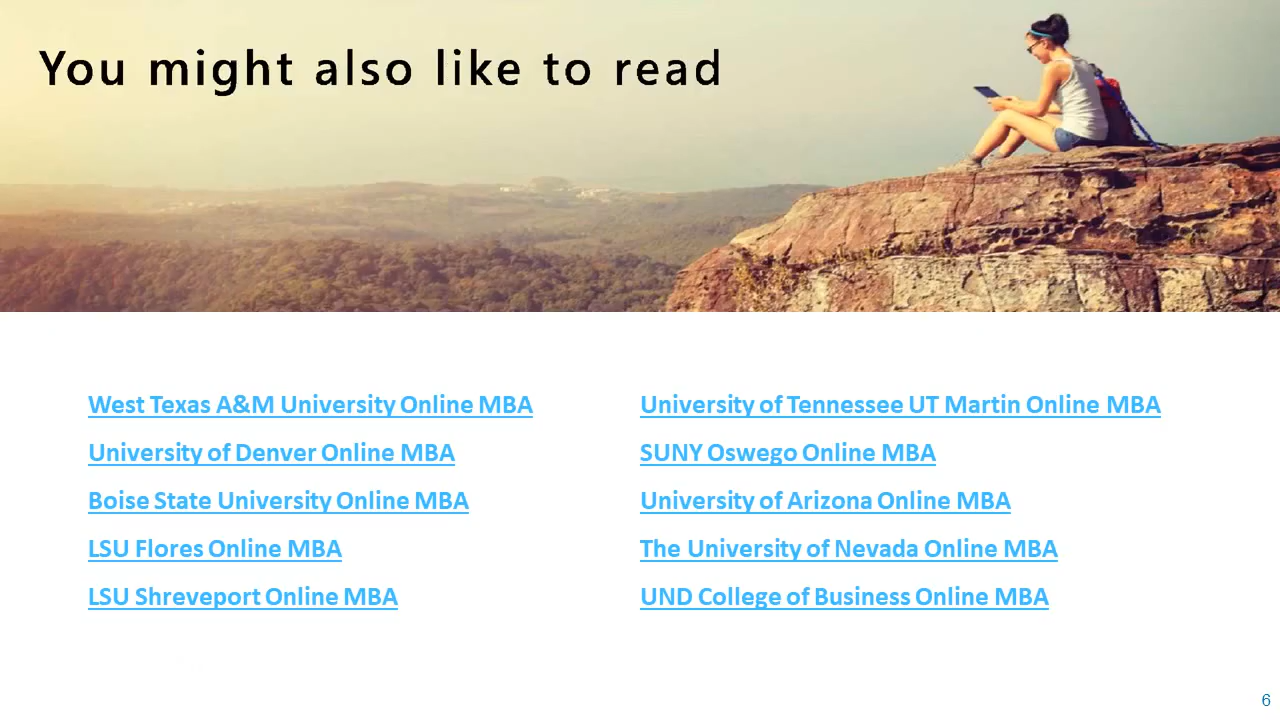 You might also like to read
West Texas A&M University Online MBA
University of Denver Online MBA
Boise State University Online MBA
LSU Flores Online MBA
LSU Shreveport Online MBA
University of Tennessee UT Martin Online MBA
SUNY Oswego Online MBA
University of Arizona Online MBA
The University of Nevada Online MBA
UND College of Business Online MBA
6